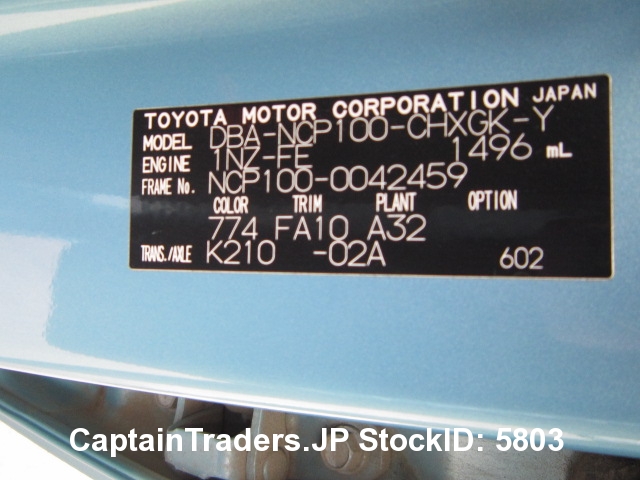 TOYOTA MOTOR CORPORATION JAPAN
MODEL DBA-NCP100-CHXGK-Y
ENGINE 1NZ-FE 1496 mL
FRAME No. NCP100-0042459
COLOR TRIM PLANT OPTION
774 FA10 A32
TRANS./AXLE K210 -02A 602
CaptainTraders.JP StockID: 5803